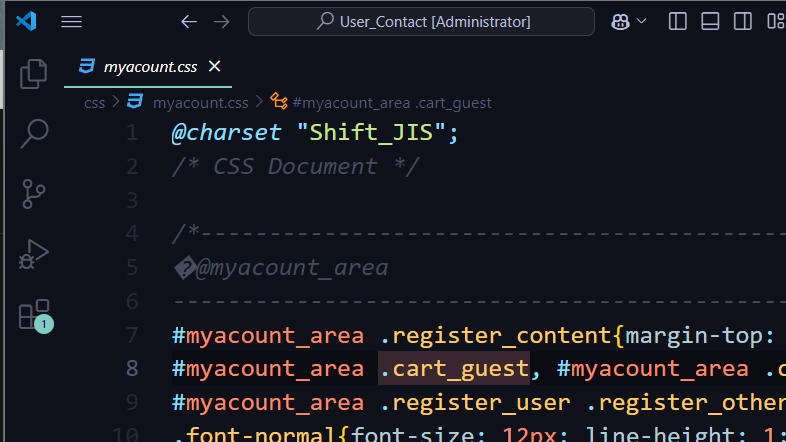 User_Contact [Administrator]
myacount.css
css > myacount.css > #myacount_area .cart_guest
1 @charset "Shift_JIS";
2 /* CSS Document */
3
4 /*--------------------------------------------
5 �@myacount_area
6 ----------------------------------------------
7 #myacount_area .register_content{margin-top:
8 #myacount_area .cart_guest, #myacount_area .c
9 #myacount_area .register_user .register_other
10 .font-normal{font-size: 12px; line-height: 1:
1